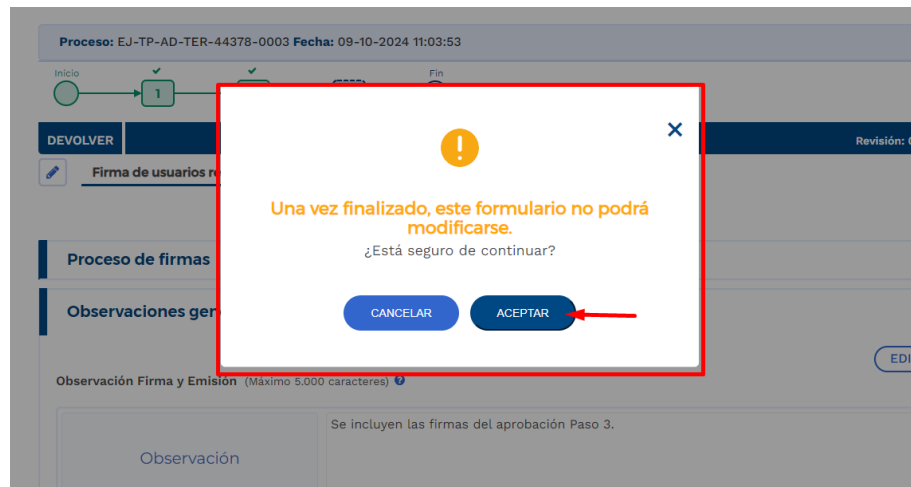 Proceso: EJ-TP-AD-TER-44378-0003 Fecha: 09-10-2024 11:03:53
Inicio
Fin
1
DEVOLVER
Revisión:
Firma de usuarios
Una vez finalizado, este formulario no podrá
modificarse.
¿Está seguro de continuar?
Proceso de firmas
Observaciones
CANCELAR
ACEPTAR
Observación Firma y Emisión (Máximo 5.000 caracteres)
Se incluyen las firmas del aprobación Paso 3.
Observación